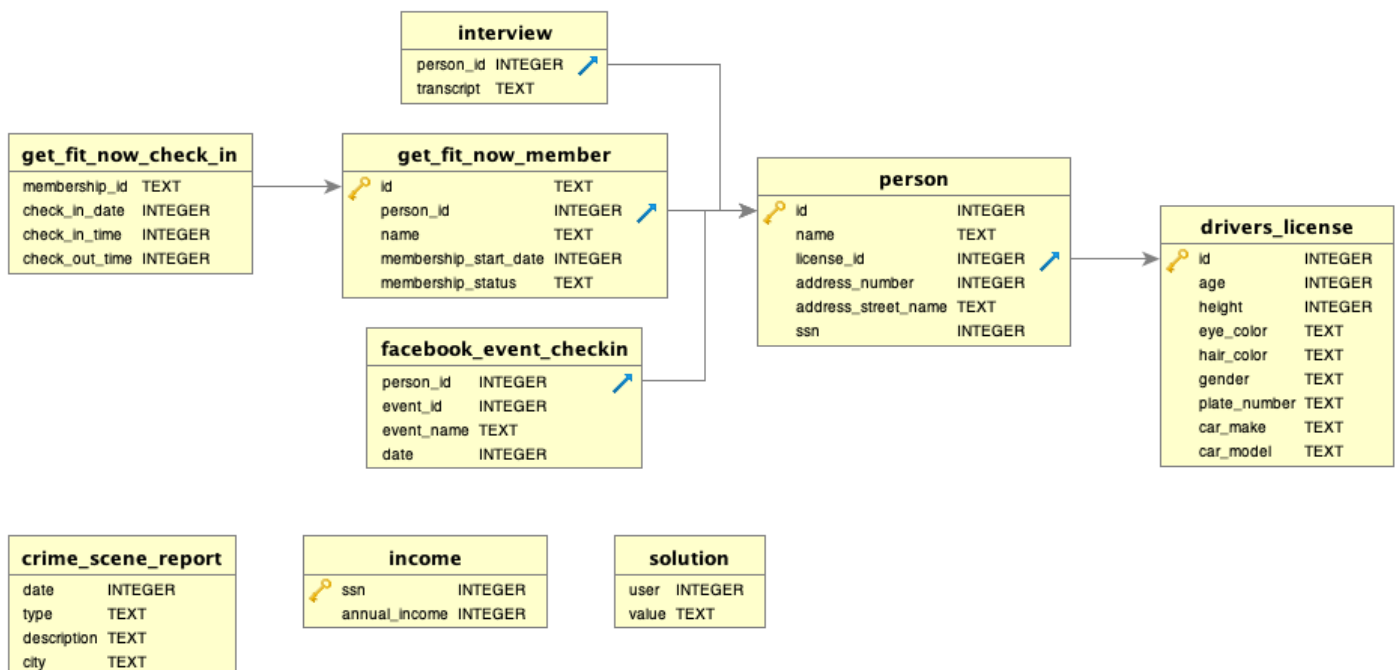 interview
person_id INTEGER
transcript TEXT
get_fit_now_check_in
membership_id TEXT
check_in_date INTEGER
check_in_time INTEGER
check_out_time INTEGER
get_fit_now_member
id TEXT
person_id INTEGER
name TEXT
membership_start_date INTEGER
membership_status TEXT
facebook_event_checkin
person_id INTEGER
event_id INTEGER
event_name TEXT
date INTEGER
person
id INTEGER
name TEXT
license_id INTEGER
address_number INTEGER
address_street_name TEXT
ssn INTEGER
drivers_license
id INTEGER
age INTEGER
height INTEGER
eye_color TEXT
hair_color TEXT
gender TEXT
plate_number TEXT
car_make TEXT
car_model TEXT
crime_scene_report
date INTEGER
type TEXT
description TEXT
city TEXT
income
ssn INTEGER
annual_income INTEGER
solution
user INTEGER
value TEXT